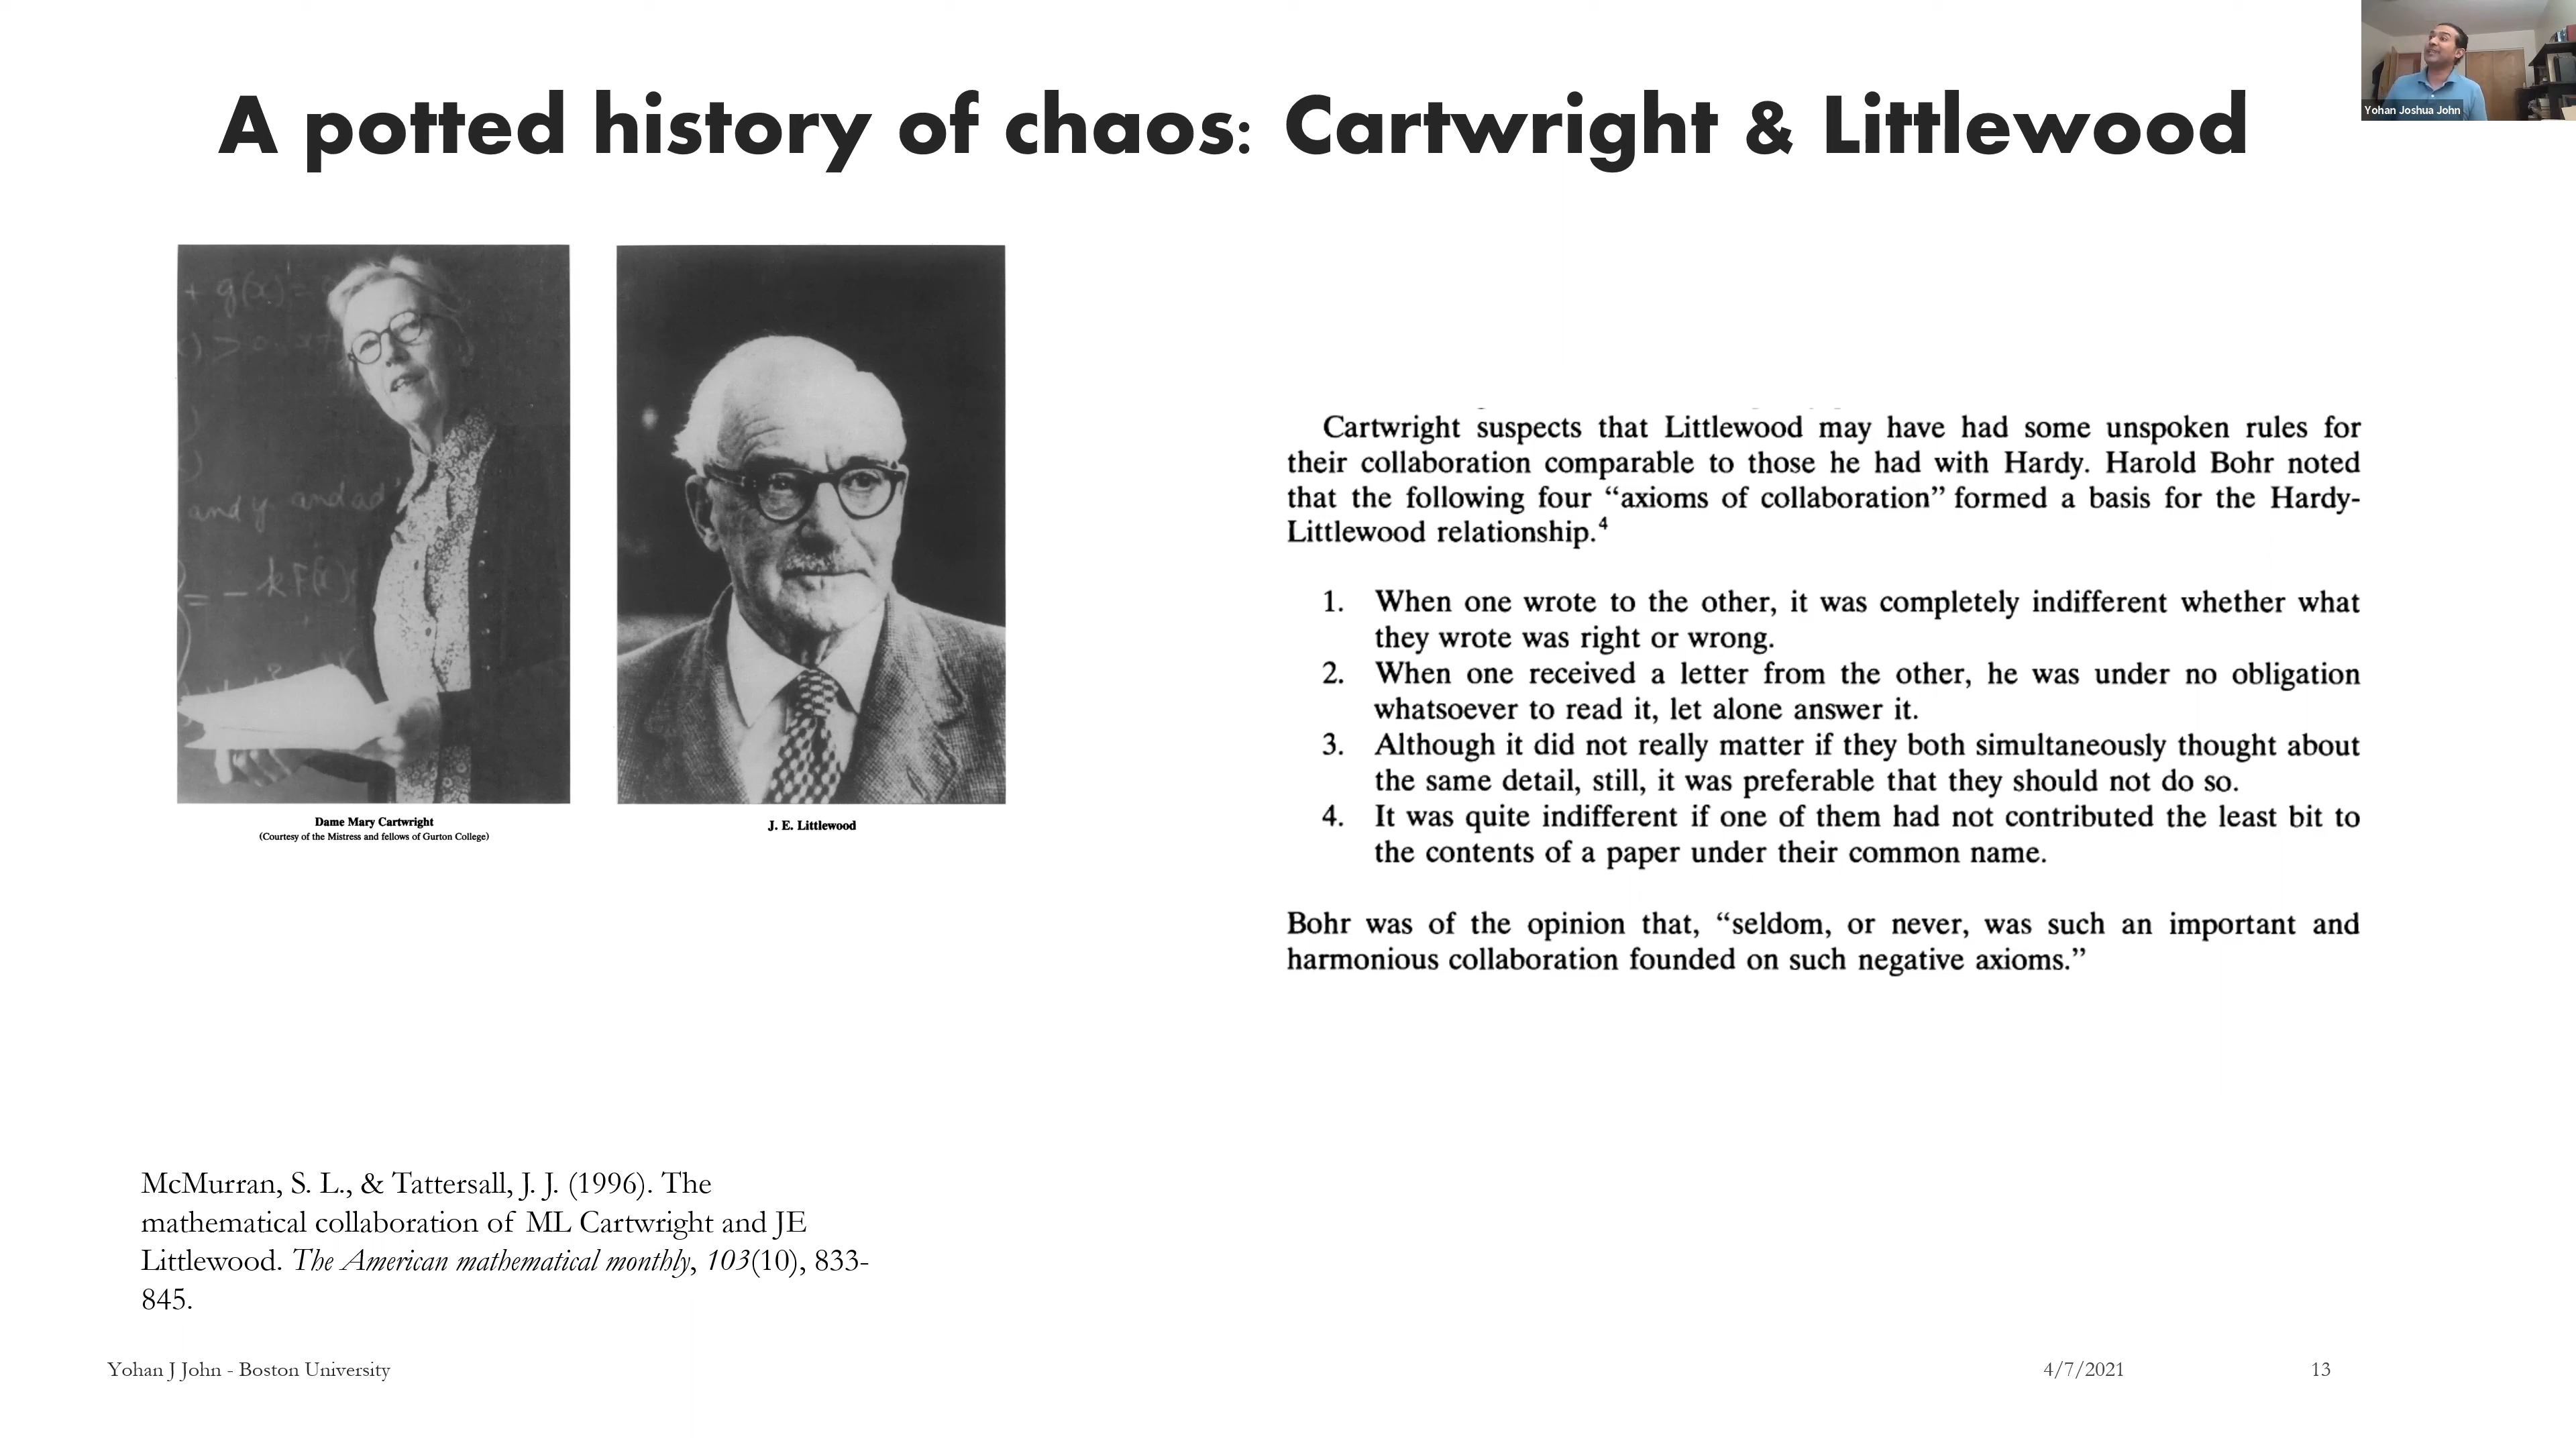 Yohan Joshua John
A potted history of chaos: Cartwright & Littlewood
+ g(x) =
and y and ad
= - k F(x)
Dame Mary Cartwright
(Courtesy of the Mistress and fellows of Gurton College)
J. E. Littlewood
Cartwright suspects that Littlewood may have had some unspoken rules for
their collaboration comparable to those he had with Hardy. Harold Bohr noted
that the following four “axioms of collaboration” formed a basis for the Hardy-
Littlewood relationship.⁴
1. When one wrote to the other, it was completely indifferent whether what
they wrote was right or wrong.
2. When one received a letter from the other, he was under no obligation
whatsoever to read it, let alone answer it.
3. Although it did not really matter if they both simultaneously thought about
the same detail, still, it was preferable that they should not do so.
4. It was quite indifferent if one of them had not contributed the least bit to
the contents of a paper under their common name.
Bohr was of the opinion that, “seldom, or never, was such an important and
harmonious collaboration founded on such negative axioms.”
McMurran, S. L., & Tattersall, J. J. (1996). The
mathematical collaboration of ML Cartwright and JE
Littlewood. The American mathematical monthly, 103(10), 833-
845.
Yohan J John - Boston University
4/7/2021
13